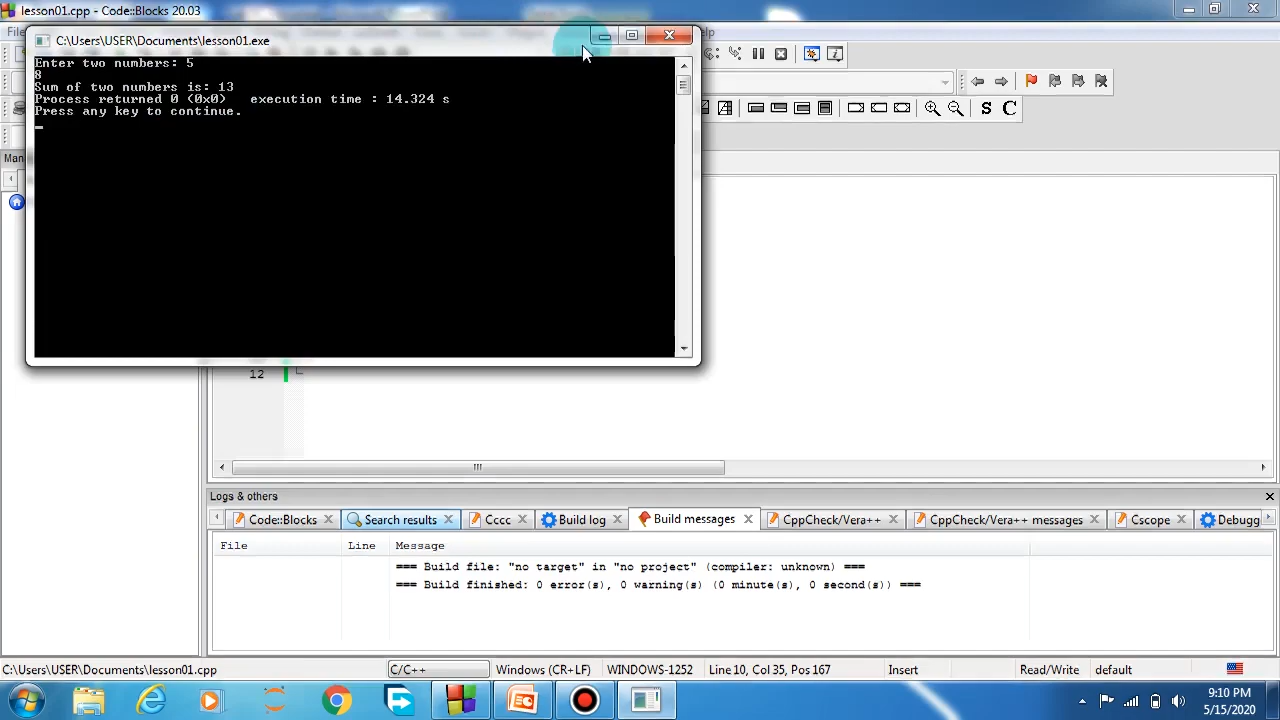 lesson01.cpp - Code::Blocks 20.03
C:\Users\USER\Documents\lesson01.exe
Enter two numbers: 5
8
Sum of two numbers is: 13
Process returned 0 (0x0)   execution time : 14.324 s
Press any key to continue.
S C
12
Logs & others
Code::Blocks Search results Cccc Build log Build messages CppCheck/Vera++ CppCheck/Vera++ messages Cscope Debugg
File Line Message
=== Build file: "no target" in "no project" (compiler: unknown) ===
=== Build finished: 0 error(s), 0 warning(s) (0 minute(s), 0 second(s)) ===
C:\Users\USER\Documents\lesson01.cpp C/C++ Windows (CR+LF) WINDOWS-1252 Line 10, Col 35, Pos 167 Insert Read/Write default
9:10 PM
5/15/2020